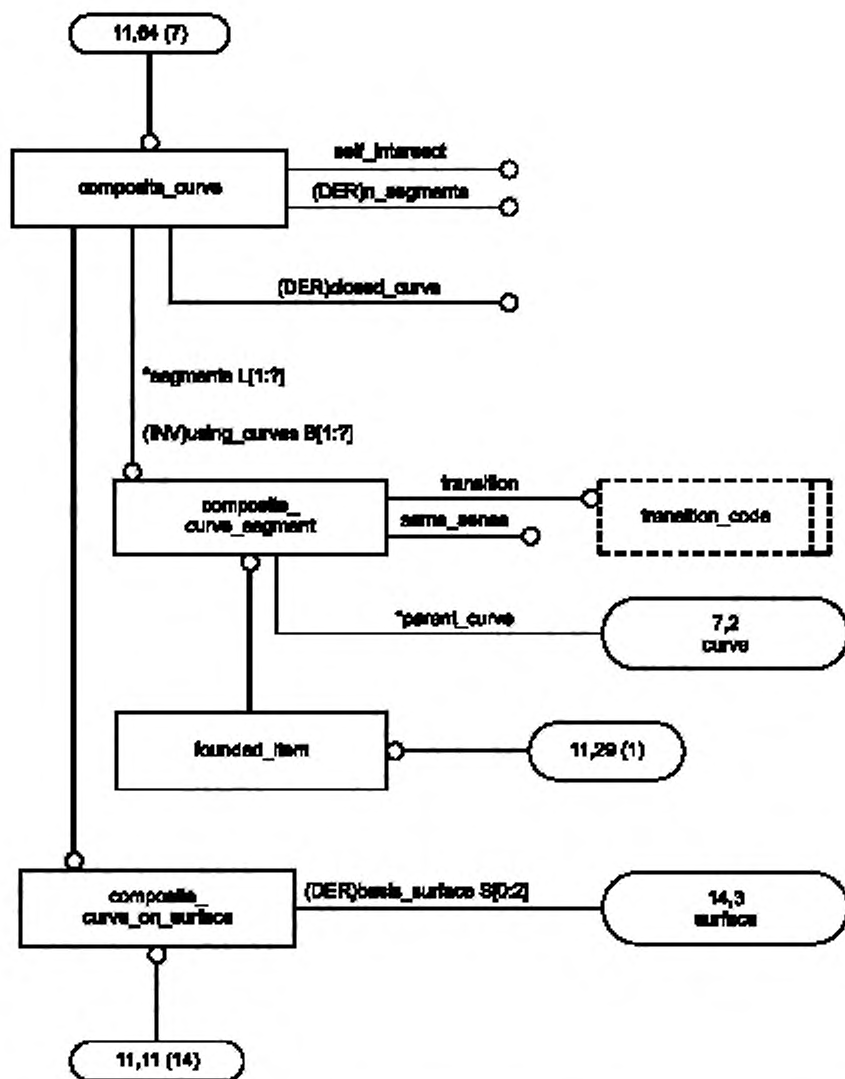 11,64 (7)
composite_curve
self_intersect
(DER)n_segments
(DER)closed_curve
*segments L[1:?]
(INV)using_curves B[1:?]
composite_
curve_segment
transition
same_sense
transition_code
*parent_curve
7,2
curve
founded_item
11,29 (1)
composite_
curve_on_surface
(DER)basis_surface S[0:2]
14,3
surface
11,11 (14)